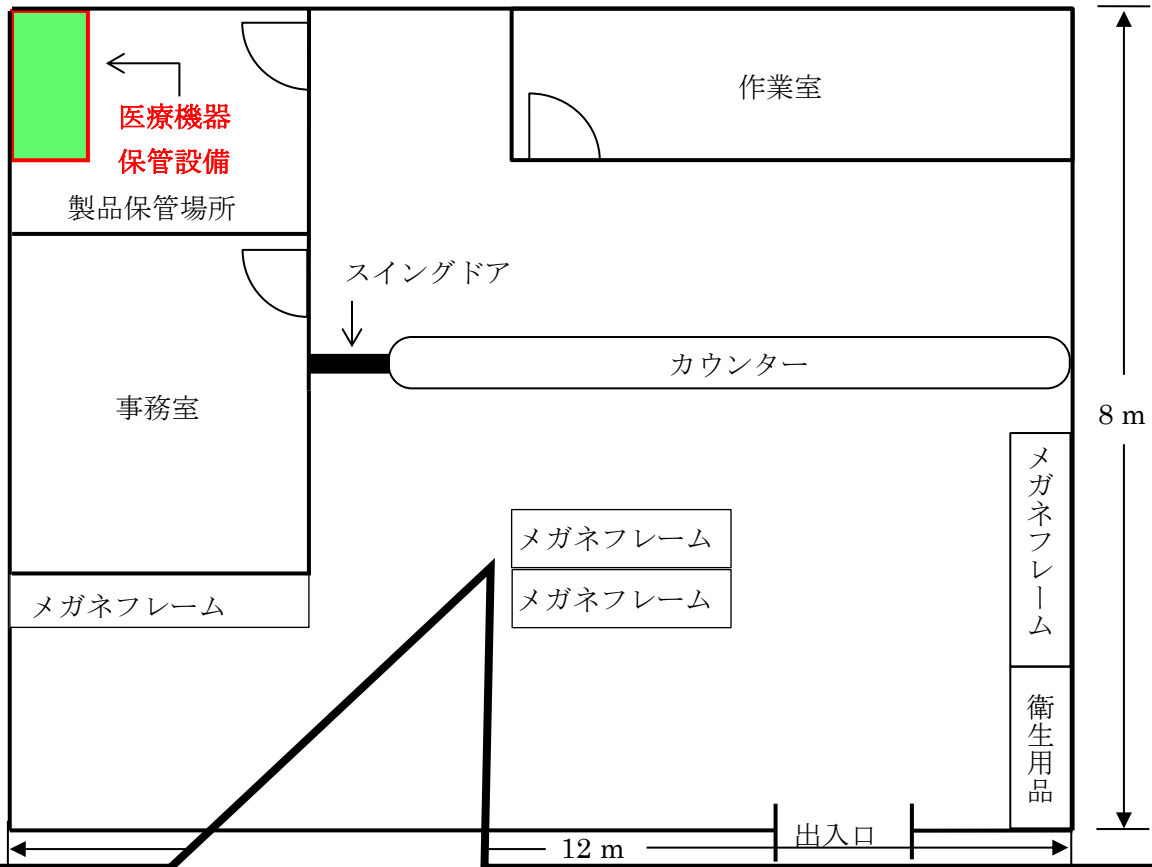 作業室
医療機器
保管設備
製品保管場所
スイングドア
カウンター
事務室
8 m
メガネフレーム
メガネフレーム
メガネフレーム
メガネフレーム
衛生用品
出入口
12 m